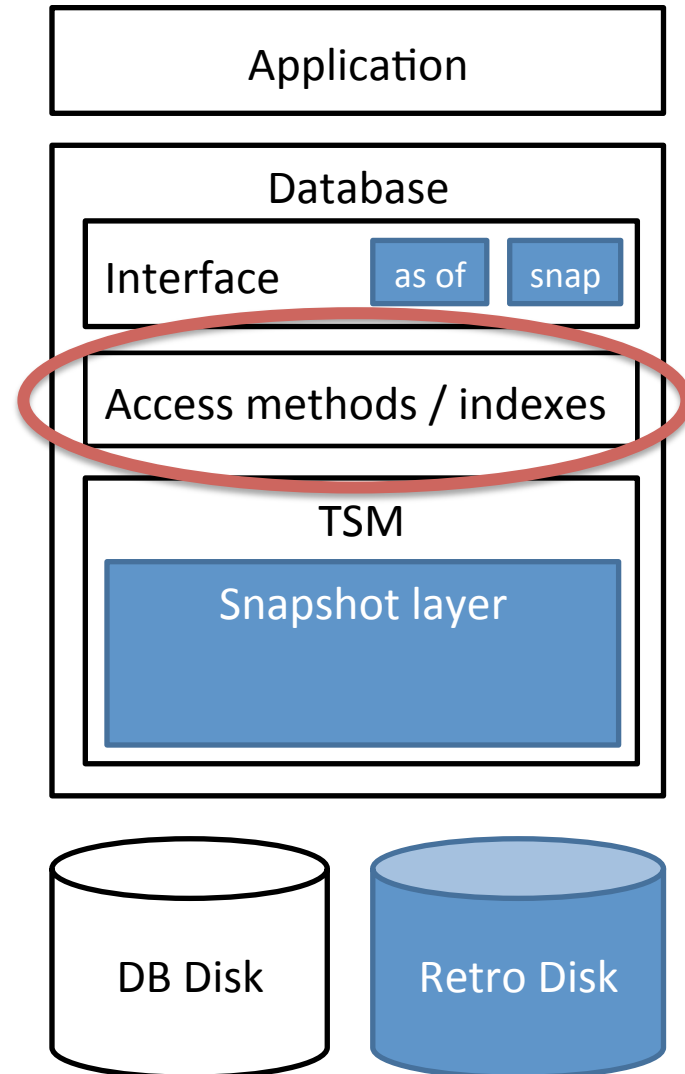 Application
Database
Interface as of snap
Access methods / indexes
TSM
Snapshot layer
DB Disk Retro Disk